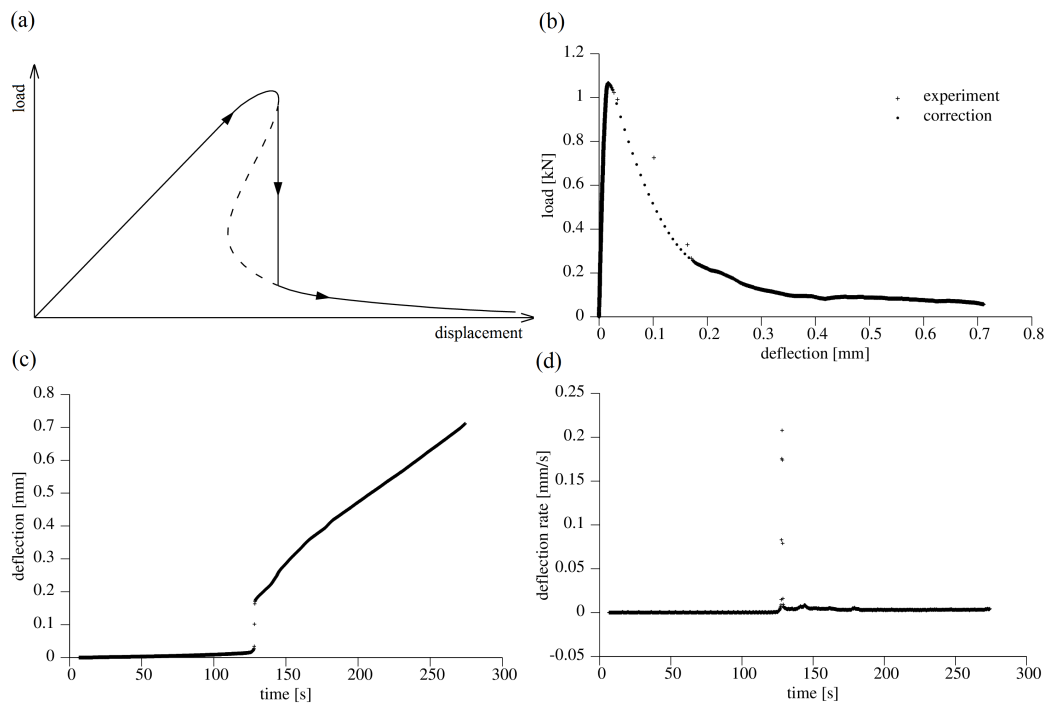 (a)
load
displacement
(b)
1.2
1
0.8
0.6
0.4
0.2
0
load [kN]
+ experiment
• correction
0 0.1 0.2 0.3 0.4 0.5 0.6 0.7 0.8
deflection [mm]
(c)
0.8
0.7
0.6
0.5
0.4
0.3
0.2
0.1
0
deflection [mm]
0 50 100 150 200 250 300
time [s]
(d)
0.25
0.2
0.15
0.1
0.05
0
-0.05
deflection rate [mm/s]
0 50 100 150 200 250 300
time [s]